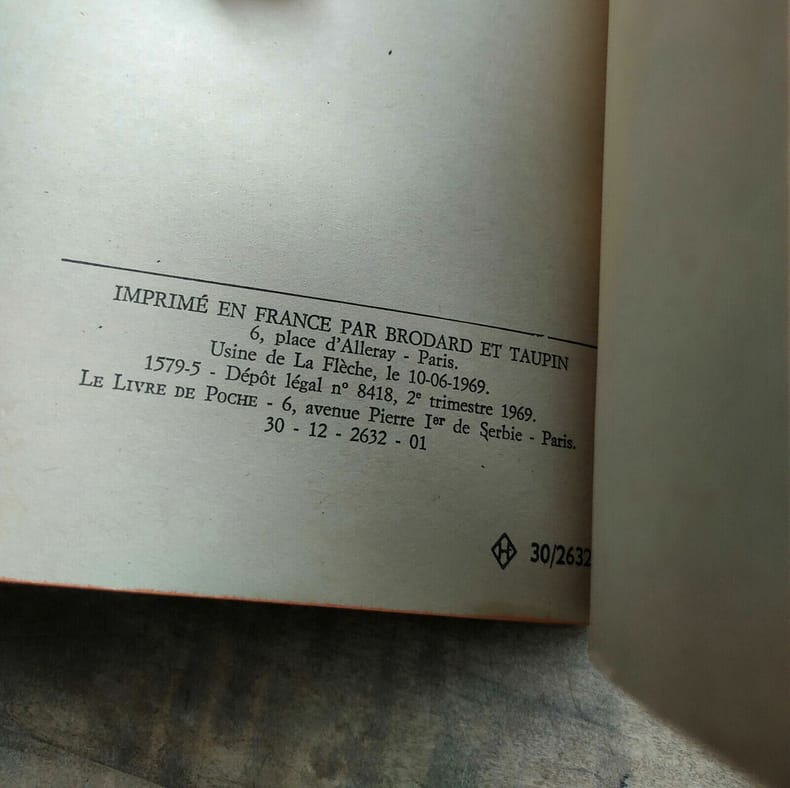 IMPRIMÉ EN FRANCE PAR BRODARD ET TAUPIN
6, place d'Alleray - Paris.
Usine de La Flèche, le 10-06-1969.
1579-5 - Dépôt légal nº 8418, 2e trimestre 1969.
LE LIVRE DE POCHE - 6, avenue Pierre Ier de Serbie - Paris.
30 - 12 - 2632 - 01
H 30/2632